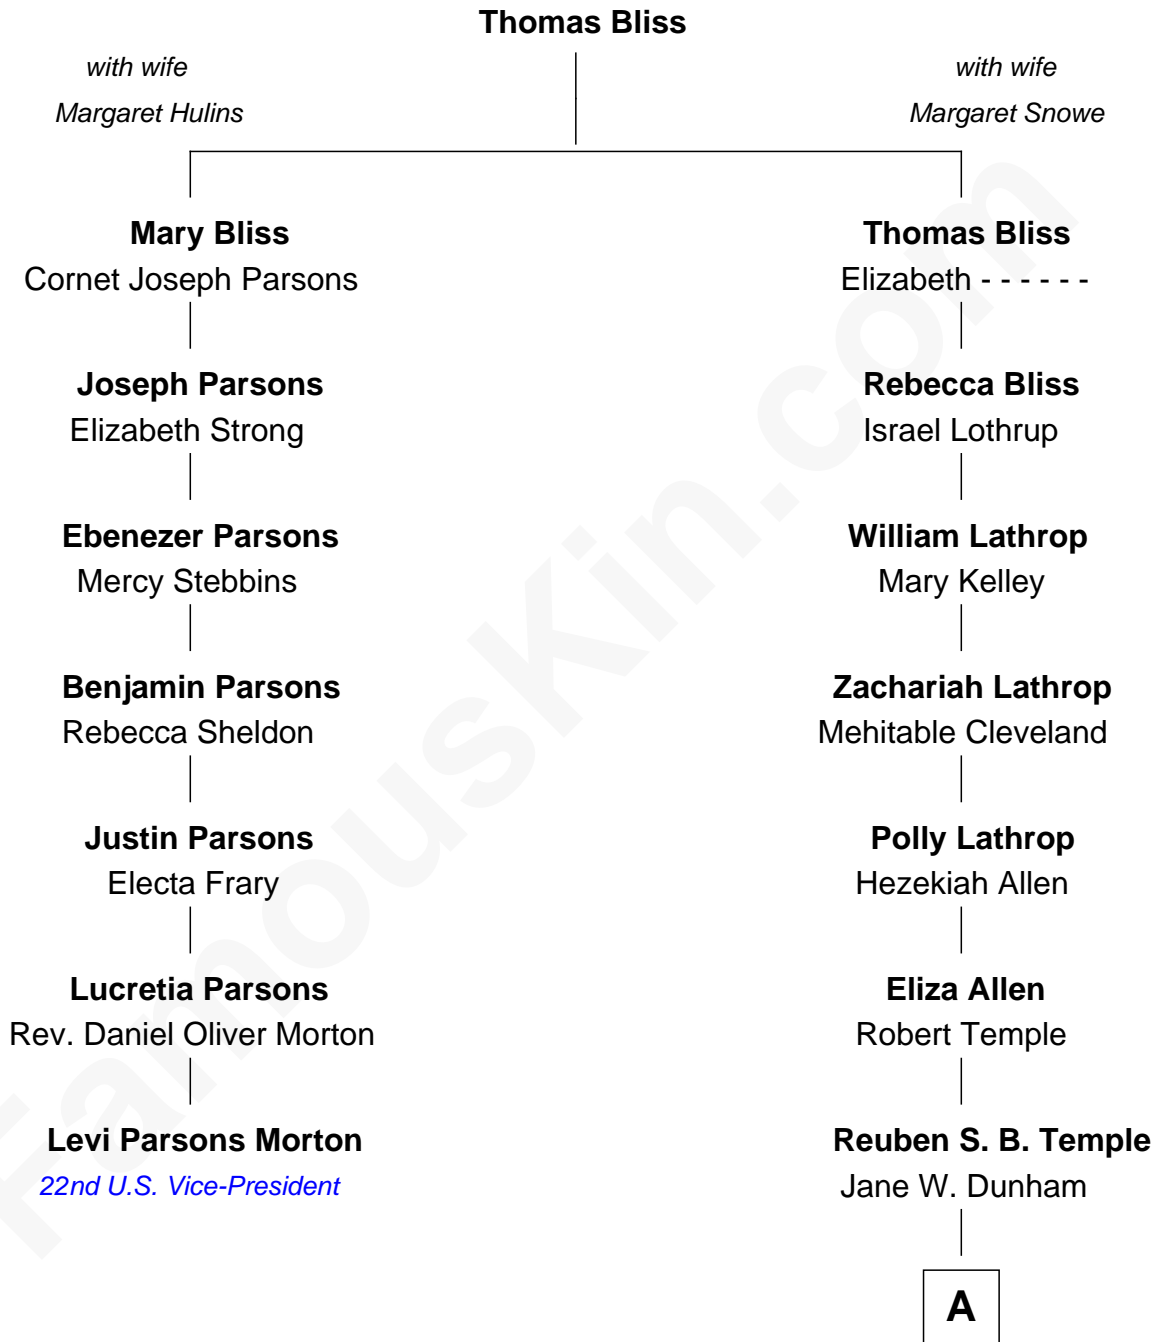 Thomas Bliss
with wife
Margaret Hulins
with wife
Margaret Snowe
Mary Bliss
Cornet Joseph Parsons
Thomas Bliss
Elizabeth - - - - - -
Joseph Parsons
Elizabeth Strong
Rebecca Bliss
Israel Lothrup
Ebenezer Parsons
Mercy Stebbins
William Lathrop
Mary Kelley
Benjamin Parsons
Rebecca Sheldon
Zachariah Lathrop
Mehitable Cleveland
Justin Parsons
Electa Frary
Polly Lathrop
Hezekiah Allen
Lucretia Parsons
Rev. Daniel Oliver Morton
Eliza Allen
Robert Temple
Levi Parsons Morton
22nd U.S. Vice-President
Reuben S. B. Temple
Jane W. Dunham
A
FamousKin.com